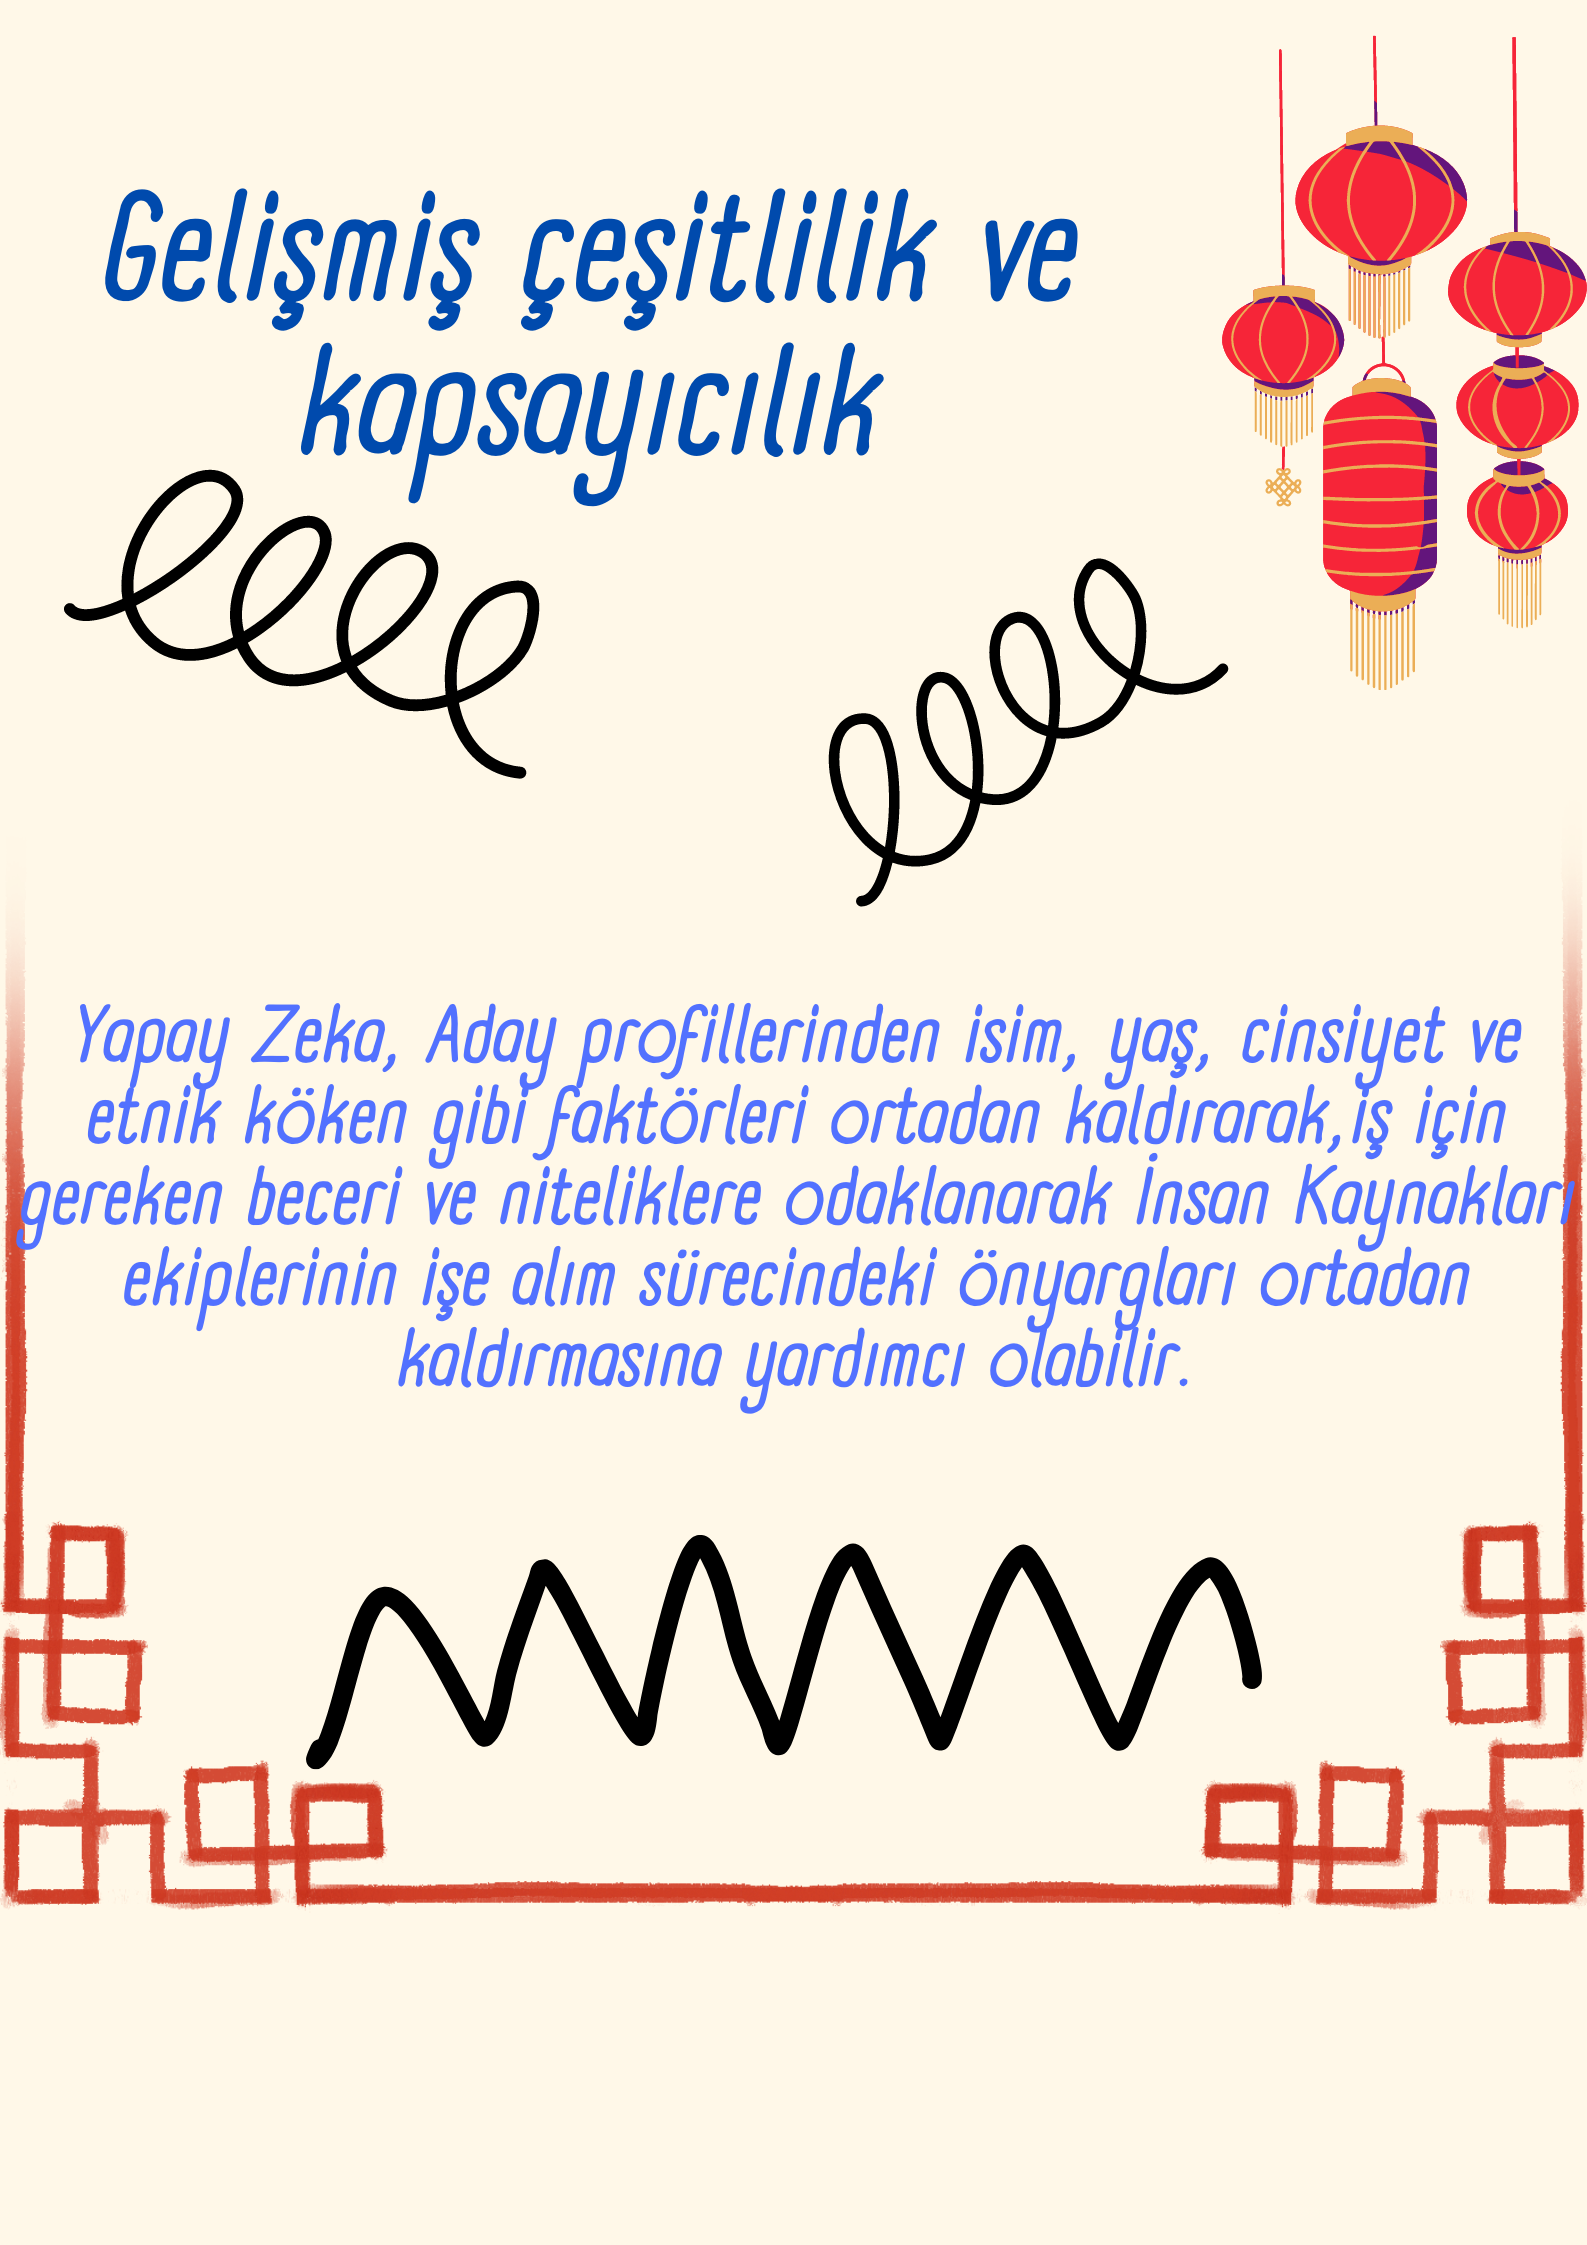 Gelişmiş çeşitlilik ve
kapsayıcılık
Yapay Zeka, Aday profillerinden isim, yaş, cinsiyet ve
etnik köken gibi faktörleri ortadan kaldırarak,iş için
gereken beceri ve niteliklere odaklanarak İnsan Kaynakları
ekiplerinin işe alım sürecindeki önyargları ortadan
kaldırmasına yardımcı olabilir.